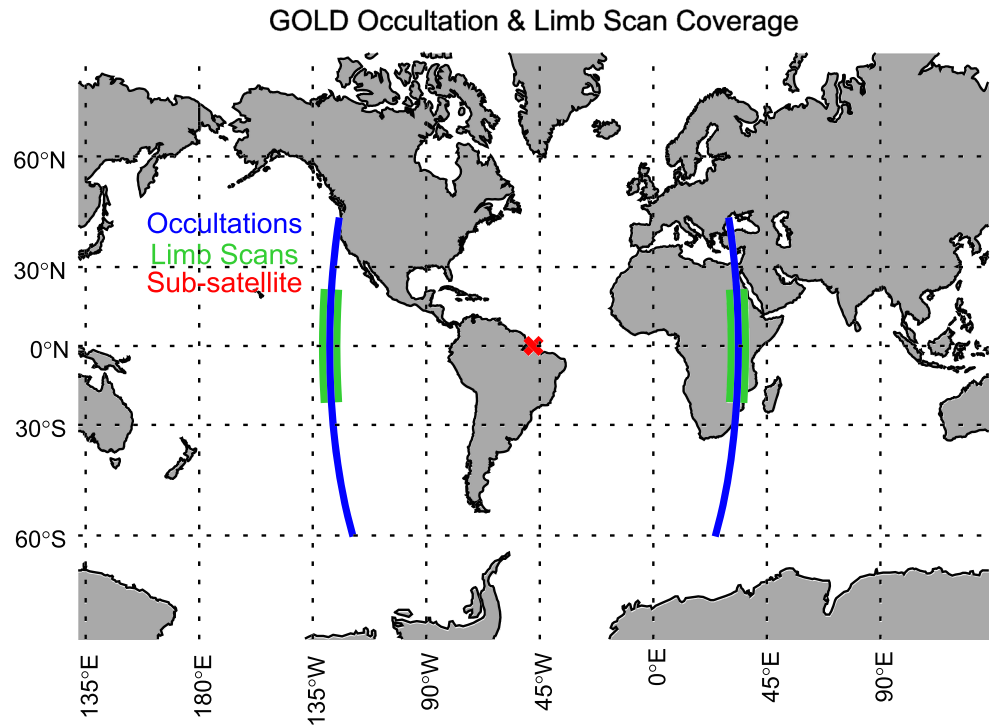 GOLD Occultation & Limb Scan Coverage
60°N
Occultations
Limb Scans
30°N
Sub-satellite
0°N
30°S
60°S
135°E
180°E
135°W
90°W
45°W
0°E
45°E
90°E